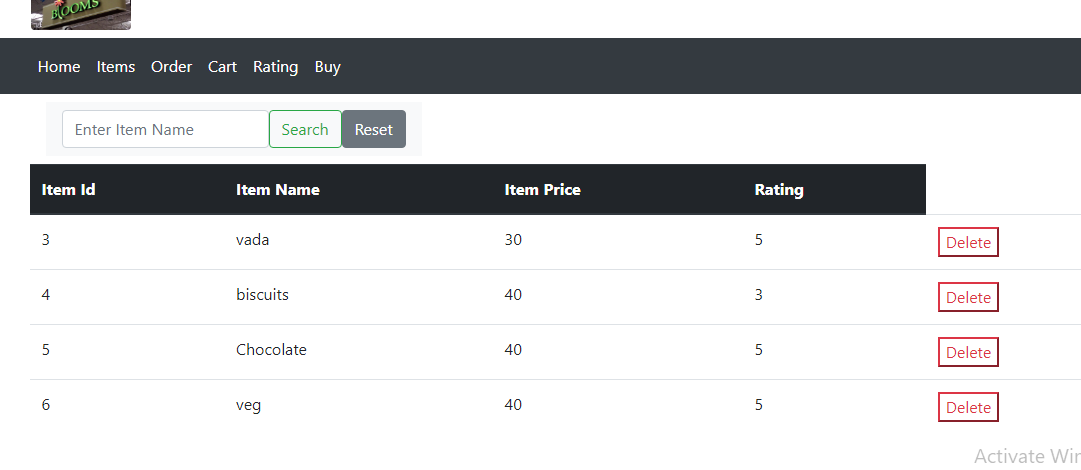 BLOOMS
Home Items Order Cart Rating Buy
Enter Item Name Search Reset
Item Id Item Name Item Price Rating
3 vada 30 5 Delete
4 biscuits 40 3 Delete
5 Chocolate 40 5 Delete
6 veg 40 5 Delete
Activate Win